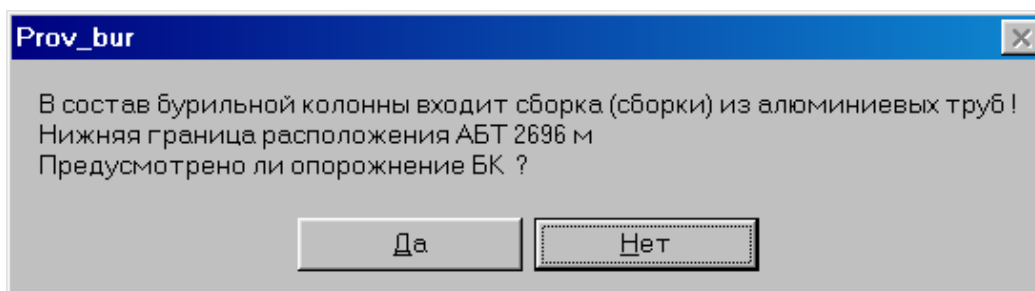 Prov_bur
В состав бурильной колонны входит сборка (сборки) из алюминиевых труб !
Нижняя граница расположения АБТ 2696 м
Предусмотрено ли опорожнение БК ?
Да
Нет